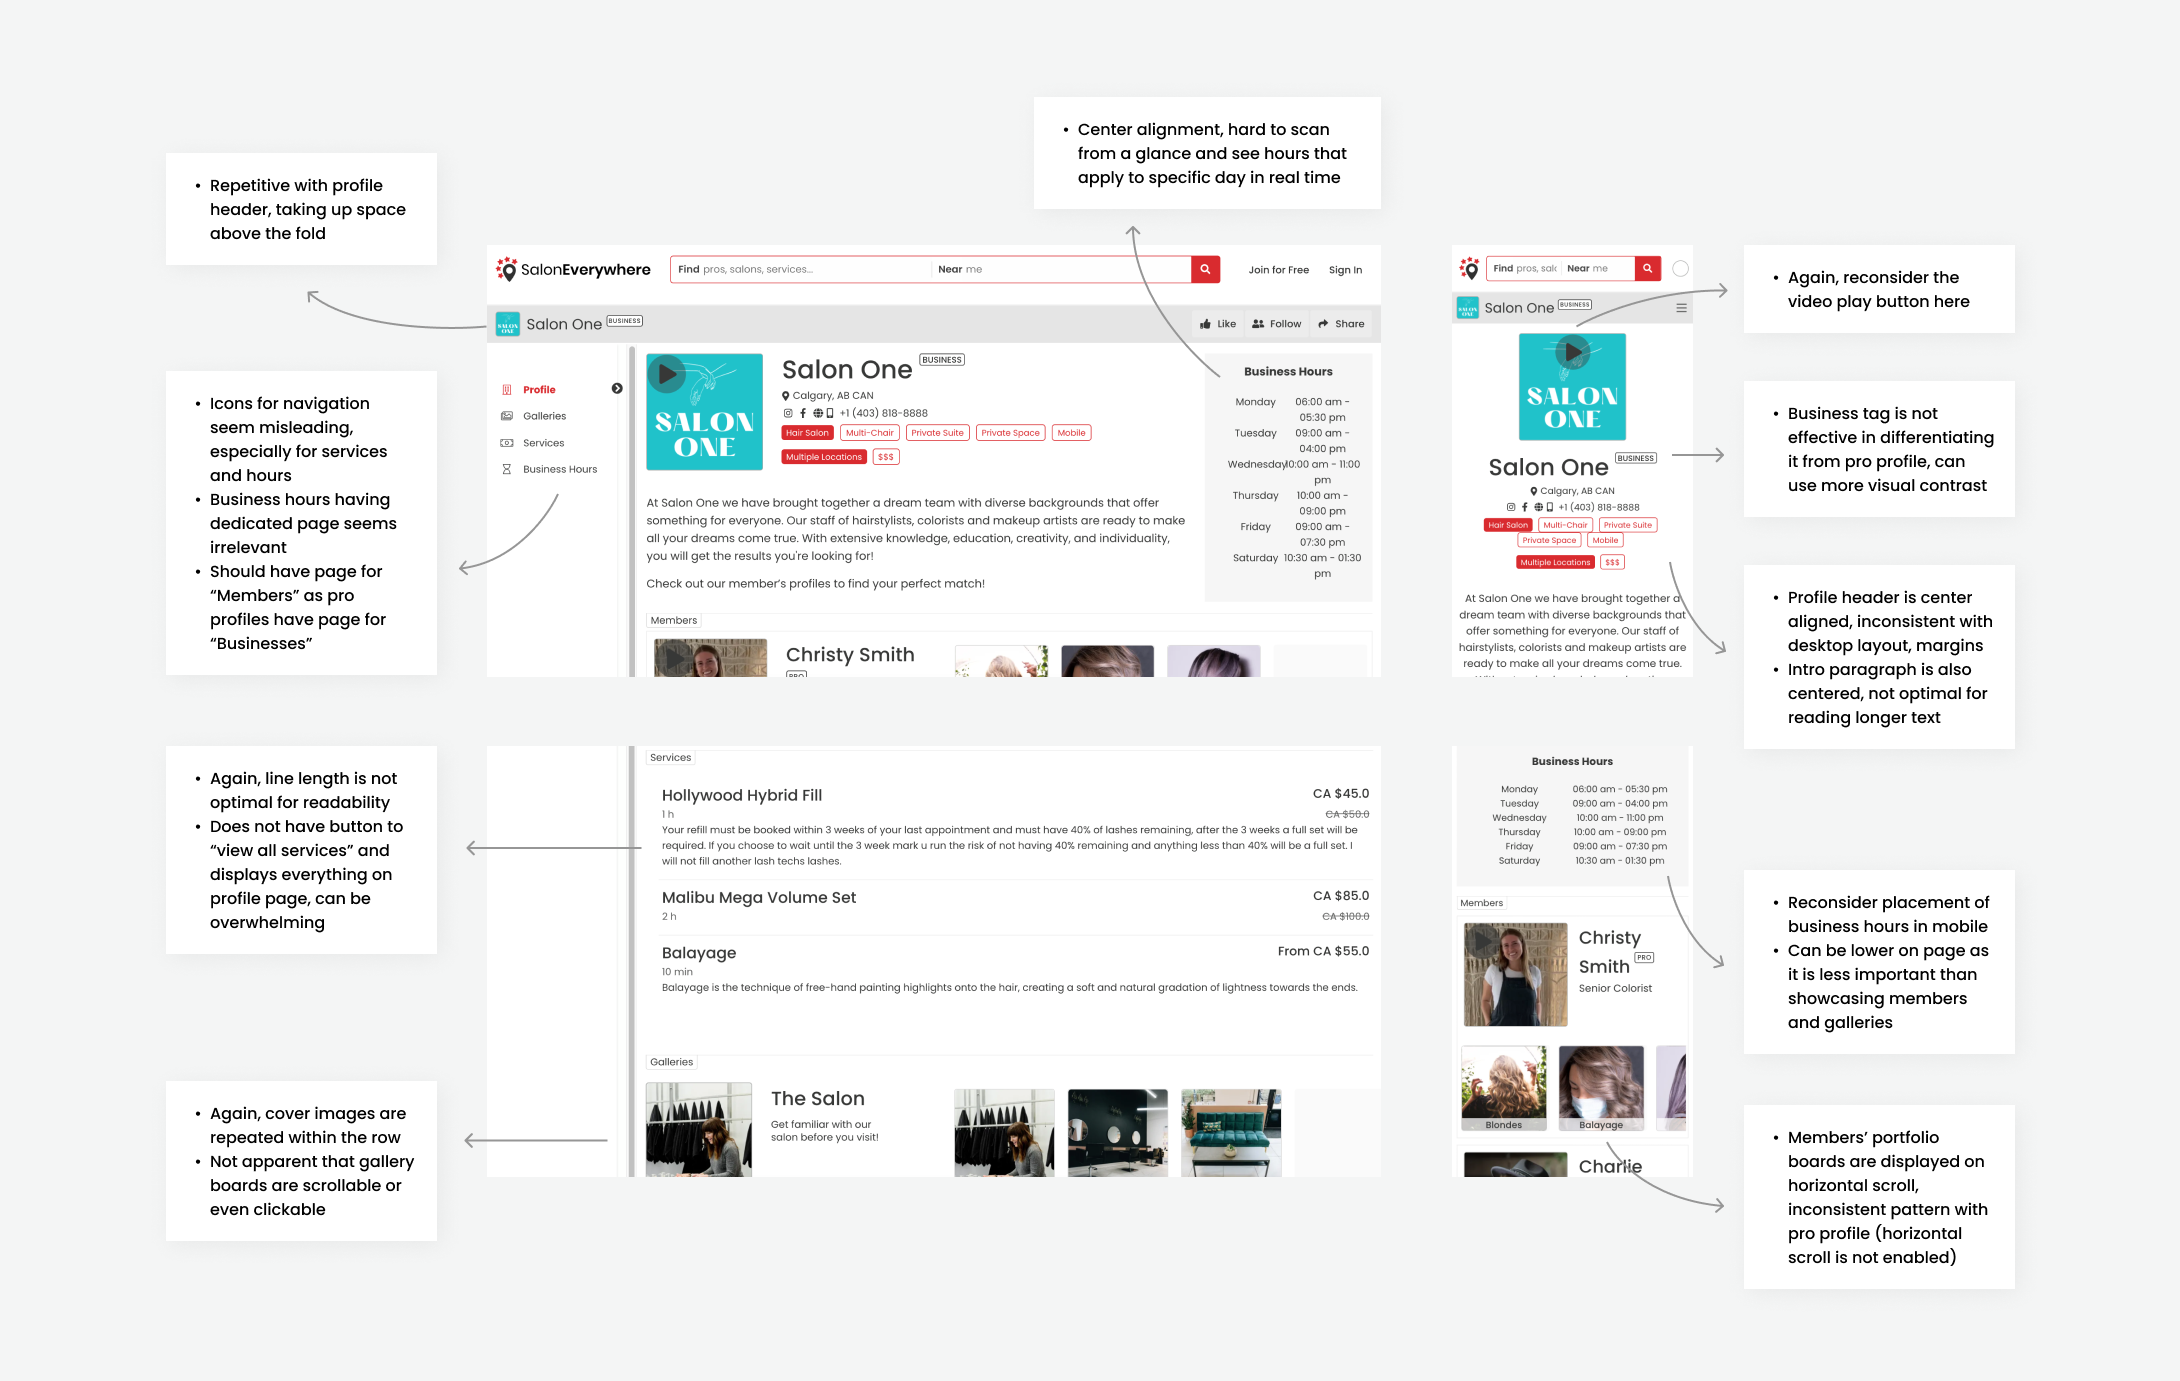 • Center alignment, hard to scan
from a glance and see hours that
apply to specific day in real time
• Repetitive with profile
header, taking up space
above the fold
• Icons for navigation
seem misleading,
especially for services
and hours
• Business hours having
dedicated page seems
irrelevant
• Should have page for
“Members” as pro
profiles have page for
“Businesses”
SalonEverywhere
Find pros, salons, services...
Near me
Join for Free
Sign In
SALON
ONE
Salon One BUSINESS
Like
Follow
Share
Profile
Galleries
Services
Business Hours
SALON
ONE
Salon One BUSINESS
Calgary, AB CAN
+1 (403) 818-8888
Hair Salon Multi-Chair Private Suite Private Space Mobile
Multiple Locations $$$
At Salon One we have brought together a dream team with diverse backgrounds that offer
something for everyone. Our staff of hairstylists, colorists and makeup artists are ready to make
all your dreams come true. With extensive knowledge, education, creativity, and individuality,
you will get the results you're looking for!
Check out our member’s profiles to find your perfect match!
Business Hours
Monday 06:00 am -
05:30 pm
Tuesday 09:00 am -
04:00 pm
Wednesday 10:00 am - 11:00
pm
Thursday 10:00 am -
09:00 pm
Friday 09:00 am -
07:30 pm
Saturday 10:30 am - 01:30
pm
Members
Christy Smith
PRO
Find pros, salo
Near me
SALON
ONE
Salon One BUSINESS
SALON
ONE
Salon One BUSINESS
Calgary, AB CAN
+1 (403) 818-8888
Hair Salon Multi-Chair Private Suite
Private Space Mobile
Multiple Locations $$$
At Salon One we have brought together a
dream team with diverse backgrounds that
offer something for everyone. Our staff of
hairstylists, colorists and makeup artists are
ready to make all your dreams come true.
• Again, reconsider the
video play button here
• Business tag is not
effective in differentiating
it from pro profile, can
use more visual contrast
• Profile header is center
aligned, inconsistent with
desktop layout, margins
• Intro paragraph is also
centered, not optimal for
reading longer text
• Again, line length is not
optimal for readability
• Does not have button to
“view all services” and
displays everything on
profile page, can be
overwhelming
• Again, cover images are
repeated within the row
• Not apparent that gallery
boards are scrollable or
even clickable
Services
Hollywood Hybrid Fill CA $45.0
1 h CA $50.0
Your refill must be booked within 3 weeks of your last appointment and must have 40% of lashes remaining, after the 3 weeks a full set will be
required. If you choose to wait until the 3 week mark u run the risk of not having 40% remaining and anything less than 40% will be a full set. I
will not fill another lash techs lashes.
Malibu Mega Volume Set CA $85.0
2 h CA $100.0
Balayage From CA $55.0
10 min
Balayage is the technique of free-hand painting highlights onto the hair, creating a soft and natural gradation of lightness towards the ends.
Galleries
The Salon
Get familiar with our
salon before you visit!
Business Hours
Monday 06:00 am - 05:30 pm
Tuesday 09:00 am - 04:00 pm
Wednesday 10:00 am - 11:00 pm
Thursday 10:00 am - 09:00 pm
Friday 09:00 am - 07:30 pm
Saturday 10:30 am - 01:30 pm
Members
Christy
Smith PRO
Senior Colorist
Blondes
Balayage
Charlie
• Reconsider placement of
business hours in mobile
• Can be lower on page as
it is less important than
showcasing members
and galleries
• Members’ portfolio
boards are displayed on
horizontal scroll,
inconsistent pattern with
pro profile (horizontal
scroll is not enabled)